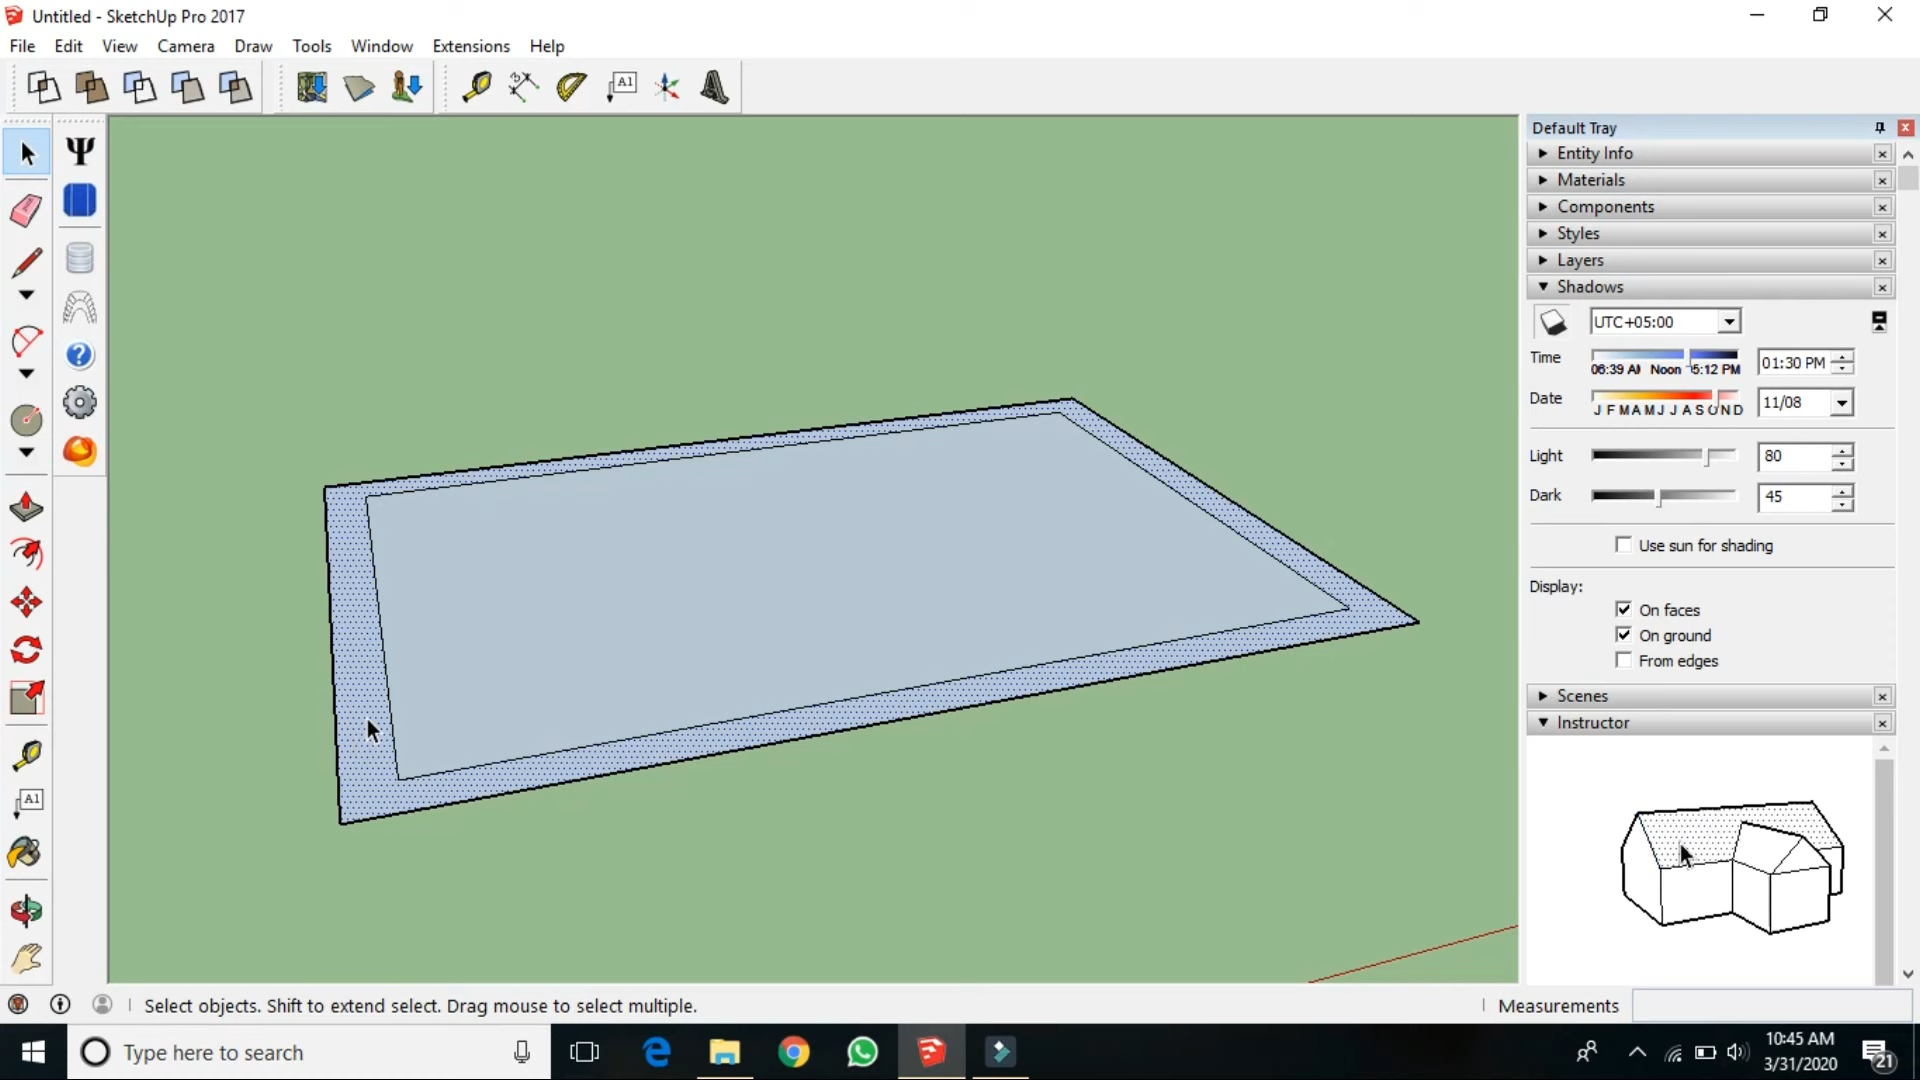 Untitled - SketchUp Pro 2017
File Edit View Camera Draw Tools Window Extensions Help
A1
Default Tray
Entity Info
Materials
Components
Styles
Layers
Shadows
UTC+05:00
Time
06:39 AM Noon 5:12 PM
01:30 PM
Date
J F M A M J J A S O N D
11/08
Light
80
Dark
45
Use sun for shading
Display:
On faces
On ground
From edges
Scenes
Instructor
A1
Select objects. Shift to extend select. Drag mouse to select multiple.
Measurements
Type here to search
10:45 AM
3/31/2020
21